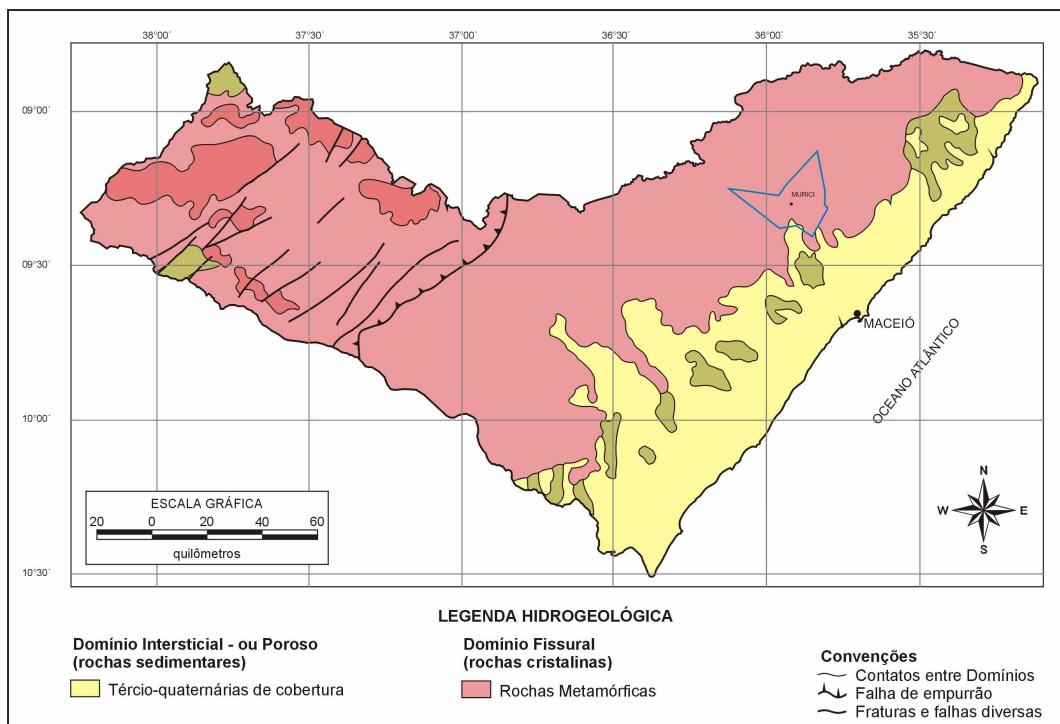 38°00´
37°30´
37°00´
36°30´
36°00´
35°30´
09°00´
09°30´
10°00´
10°30´
MURICI
MACEIÓ
OCEANO ATLÂNTICO
N
W
E
S
ESCALA GRÁFICA
20 0 20 40 60
quilômetros
LEGENDA HIDROGEOLÓGICA
Domínio Intersticial - ou Poroso
(rochas sedimentares)
Tércio-quaternárias de cobertura
Domínio Fissural
(rochas cristalinas)
Rochas Metamórficas
Convenções
Contatos entre Domínios
Falha de empurrão
Fraturas e falhas diversas